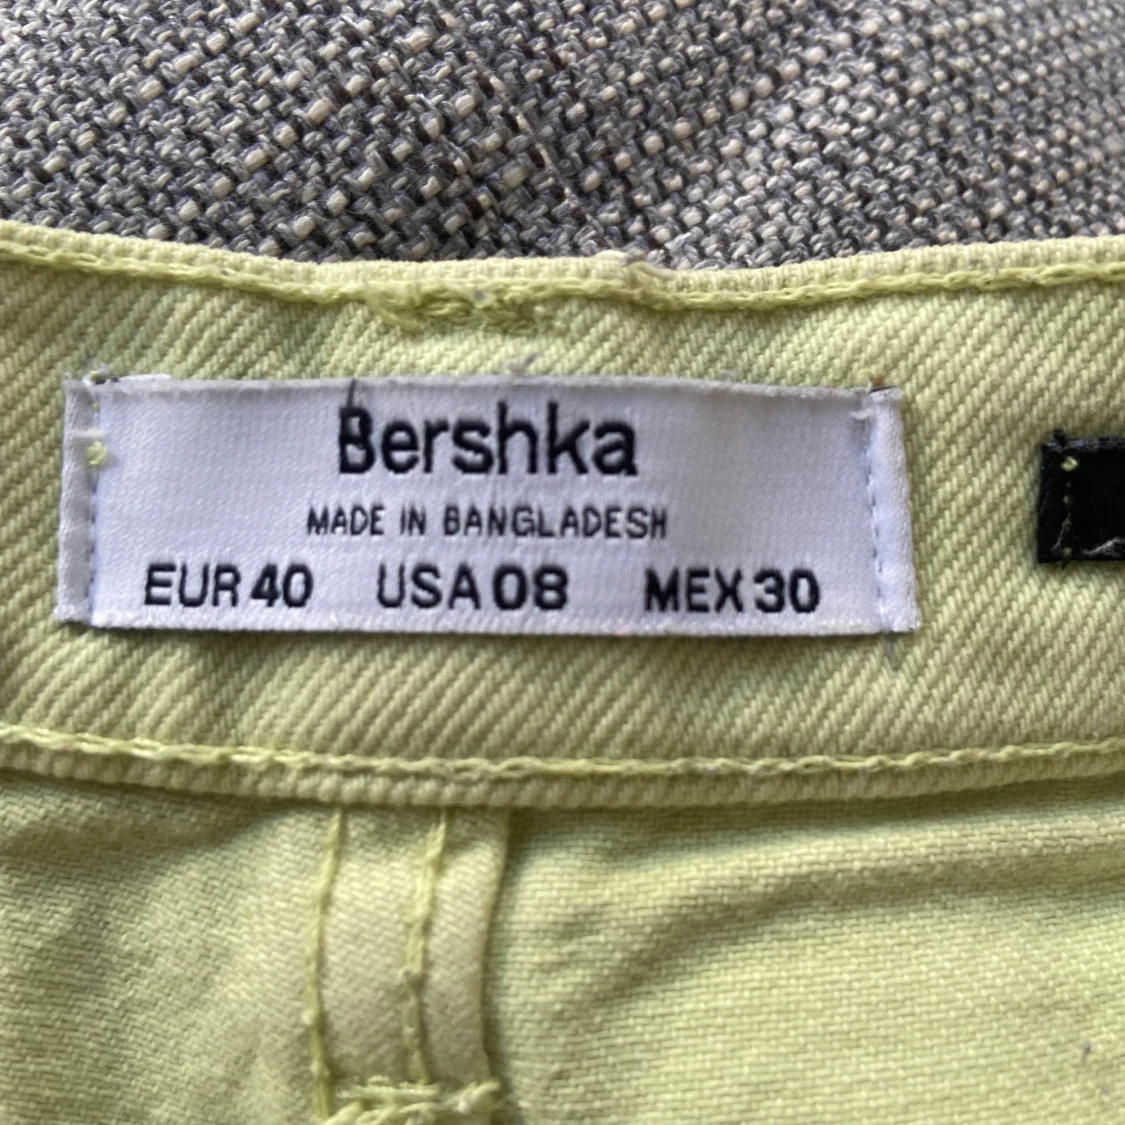 Bershka
MADE IN BANGLADESH
EUR 40 USA 08 MEX 30